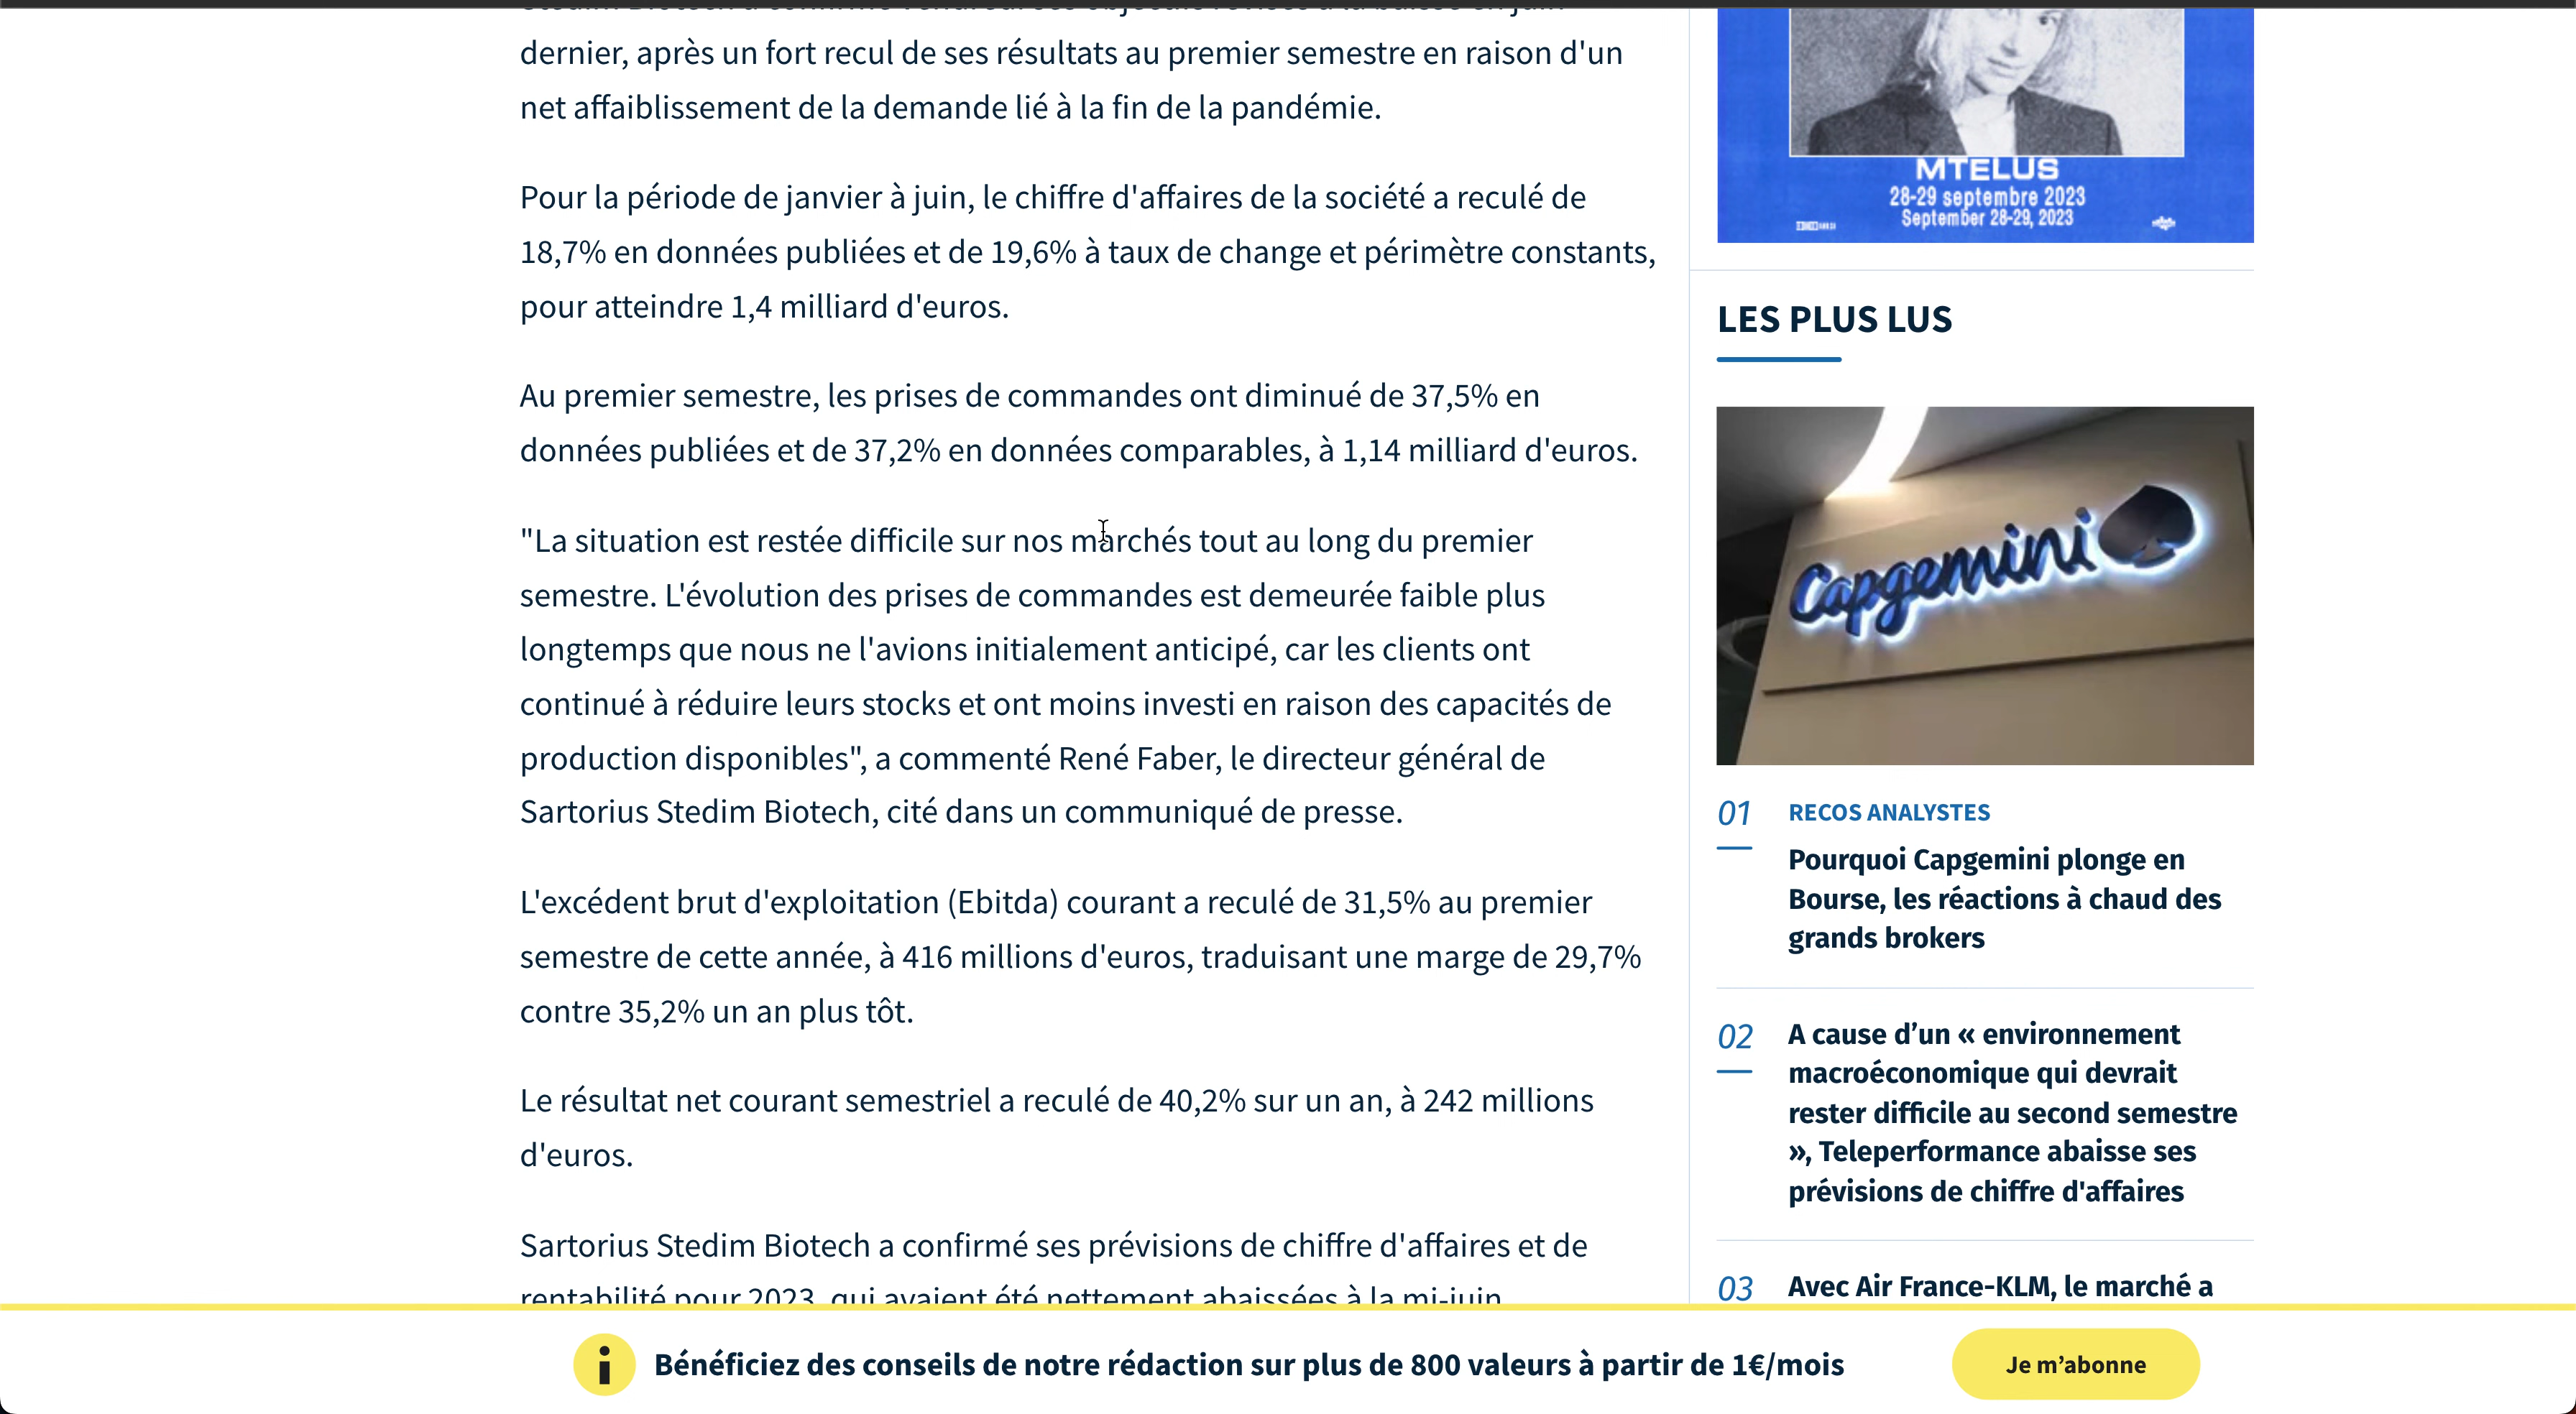 dernier, après un fort recul de ses résultats au premier semestre en raison d'un
net affaiblissement de la demande lié à la fin de la pandémie.
Pour la période de janvier à juin, le chiffre d'affaires de la société a reculé de
18,7% en données publiées et de 19,6% à taux de change et périmètre constants,
pour atteindre 1,4 milliard d'euros.
Au premier semestre, les prises de commandes ont diminué de 37,5% en
données publiées et de 37,2% en données comparables, à 1,14 milliard d'euros.
"La situation est restée difficile sur nos marchés tout au long du premier
semestre. L'évolution des prises de commandes est demeurée faible plus
longtemps que nous ne l'avions initialement anticipé, car les clients ont
continué à réduire leurs stocks et ont moins investi en raison des capacités de
production disponibles", a commenté René Faber, le directeur général de
Sartorius Stedim Biotech, cité dans un communiqué de presse.
L'excédent brut d'exploitation (Ebitda) courant a reculé de 31,5% au premier
semestre de cette année, à 416 millions d'euros, traduisant une marge de 29,7%
contre 35,2% un an plus tôt.
Le résultat net courant semestriel a reculé de 40,2% sur un an, à 242 millions
d'euros.
Sartorius Stedim Biotech a confirmé ses prévisions de chiffre d'affaires et de
rentabilité pour 2023, qui avaient été nettement abaissées à la mi-juin
MTELUS
28-29 septembre 2023
September 28-29, 2023
LES PLUS LUS
Capgemini
01 RECOS ANALYSTES
Pourquoi Capgemini plonge en
Bourse, les réactions à chaud des
grands brokers
02 A cause d’un « environnement
macroéconomique qui devrait
rester difficile au second semestre
», Teleperformance abaisse ses
prévisions de chiffre d'affaires
03 Avec Air France-KLM, le marché a
i Bénéficiez des conseils de notre rédaction sur plus de 800 valeurs à partir de 1€/mois
Je m’abonne